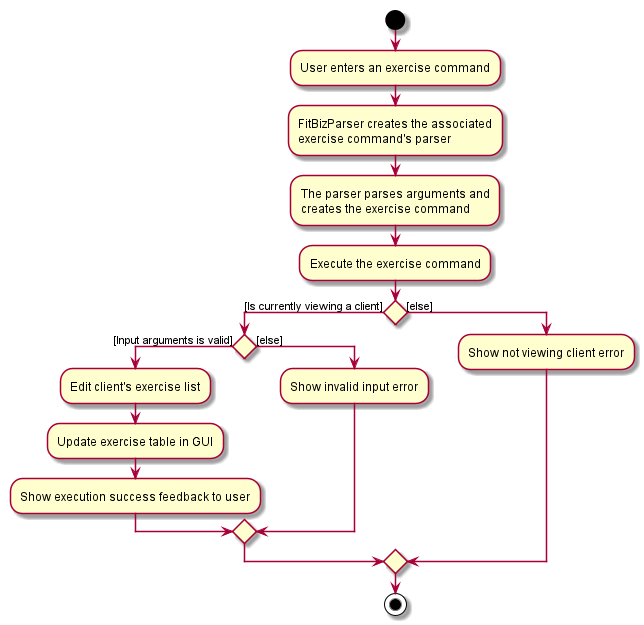 User enters an exercise command
FitBizParser creates the associated
exercise command's parser
The parser parses arguments and
creates the exercise command
Execute the exercise command
[Is currently viewing a client]
[else]
[Input arguments is valid]
[else]
Show not viewing client error
Edit client's exercise list
Show invalid input error
Update exercise table in GUI
Show execution success feedback to user